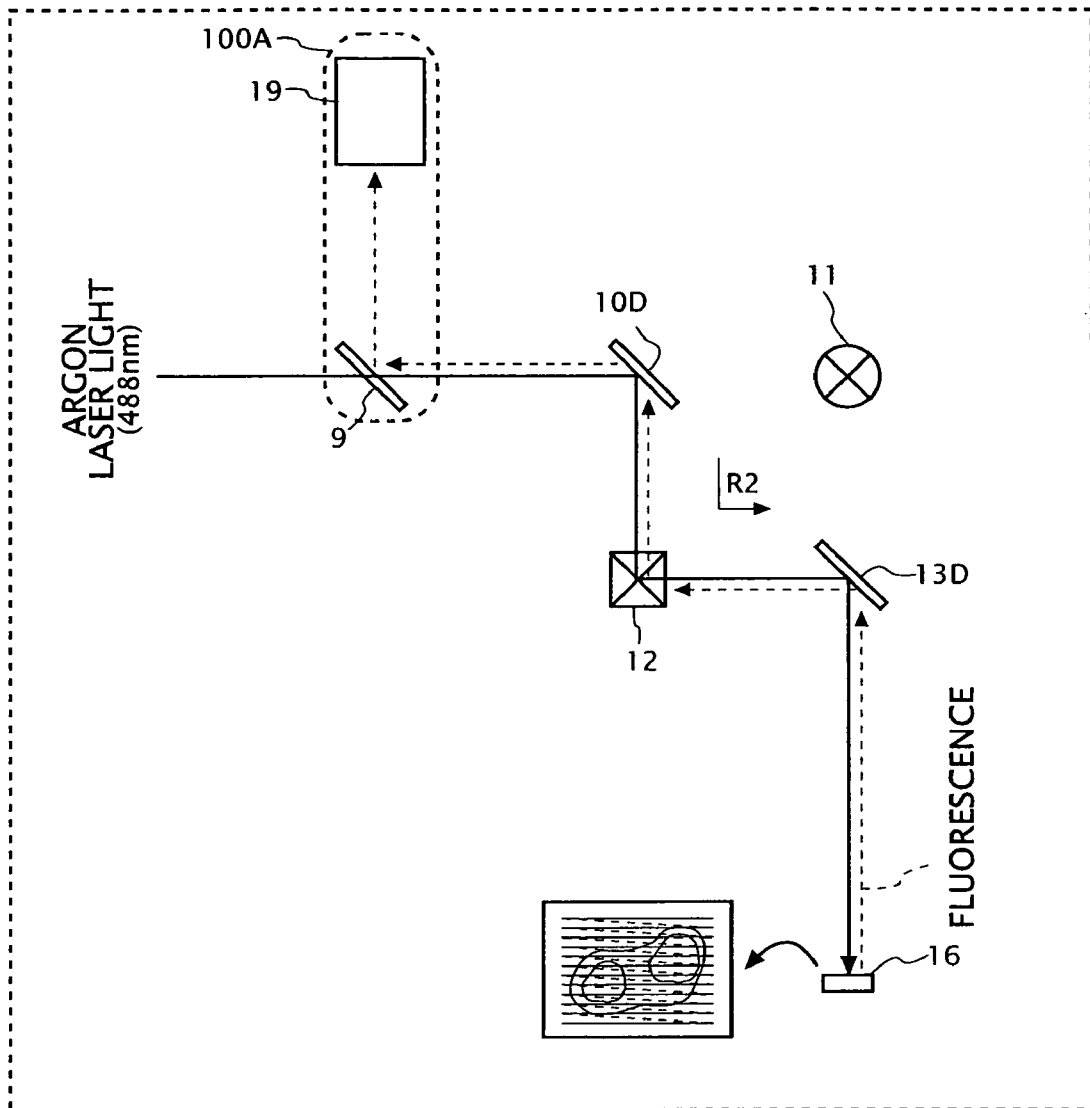 100A
19
11
10D
ARGON
LASER LIGHT
(488nm)
9
R2
13D
12
FLUORESCENCE
16